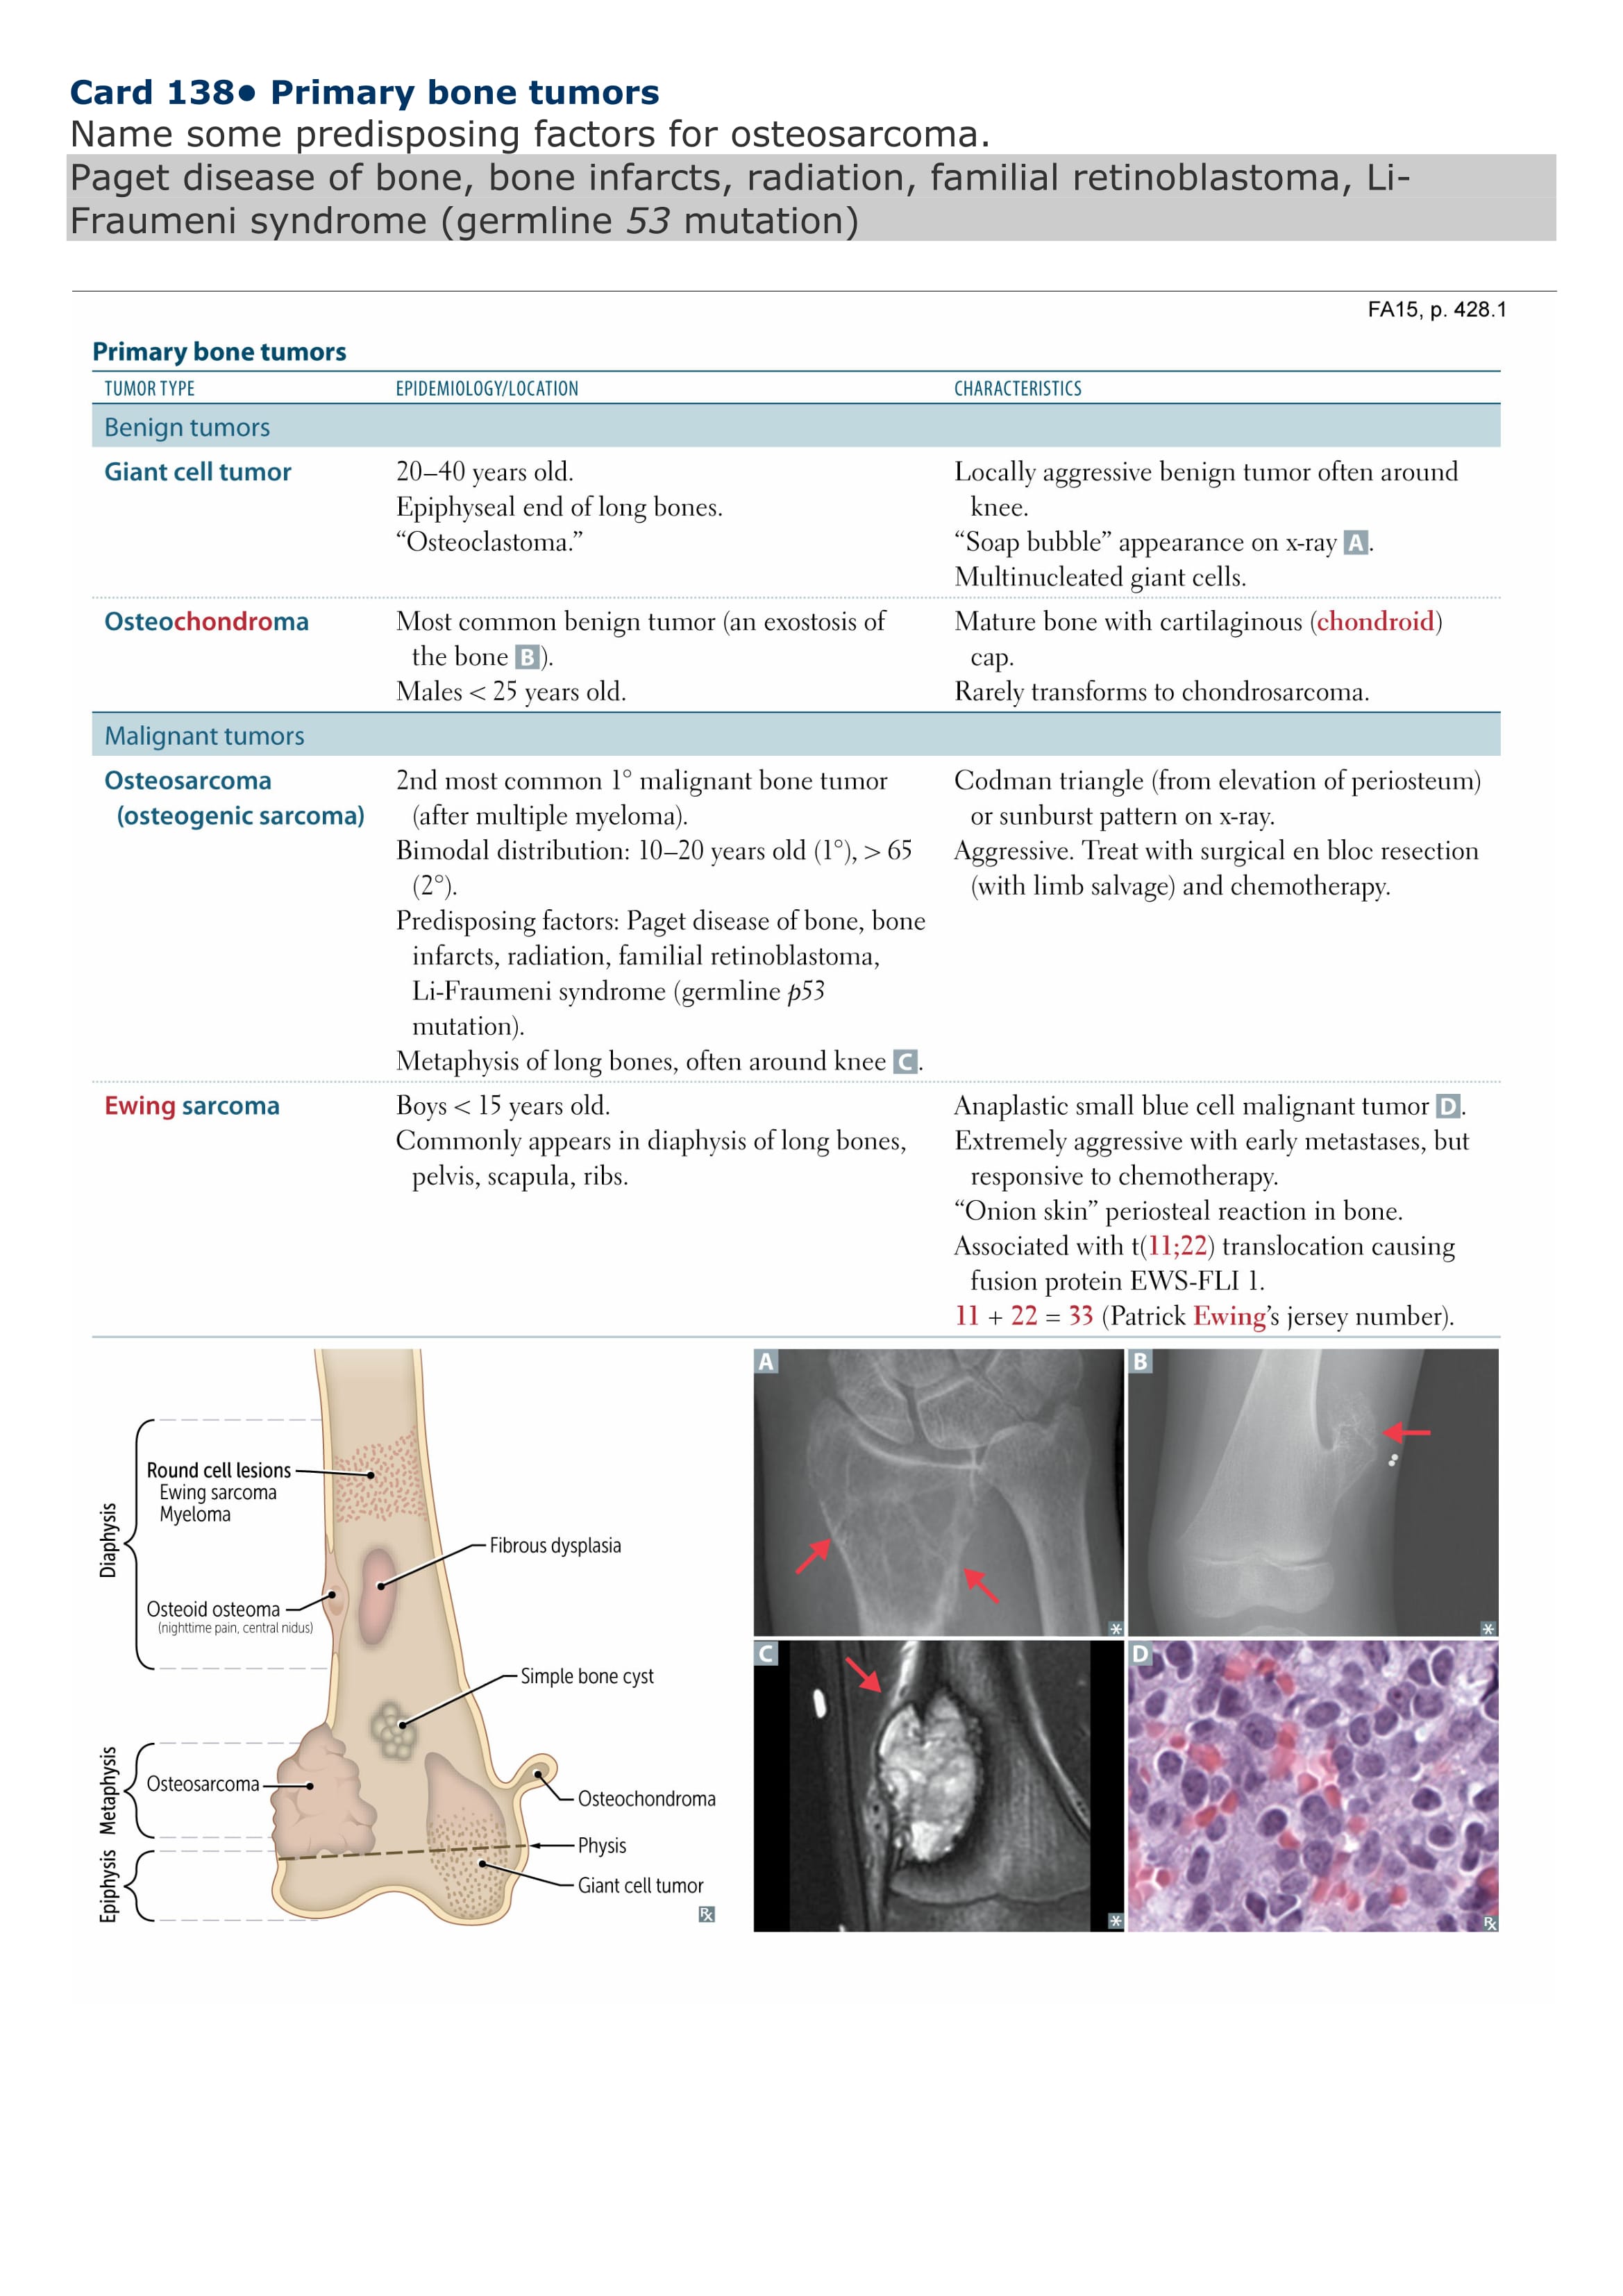 Card 138• Primary bone tumors
Name some predisposing factors for osteosarcoma.
Paget disease of bone, bone infarcts, radiation, familial retinoblastoma, Li-
Fraumeni syndrome (germline 53 mutation)
FA15, p. 428.1
Primary bone tumors
TUMOR TYPE EPIDEMIOLOGY/LOCATION CHARACTERISTICS
Benign tumors
Giant cell tumor
20–40 years old.
Epiphyseal end of long bones.
“Osteoclastoma.”
Locally aggressive benign tumor often around
knee.
“Soap bubble” appearance on x-ray A.
Multinucleated giant cells.
Osteochondroma
Most common benign tumor (an exostosis of
the bone B).
Males < 25 years old.
Mature bone with cartilaginous (chondroid)
cap.
Rarely transforms to chondrosarcoma.
Malignant tumors
Osteosarcoma
(osteogenic sarcoma)
2nd most common 1° malignant bone tumor
(after multiple myeloma).
Bimodal distribution: 10–20 years old (1°), > 65
(2°).
Predisposing factors: Paget disease of bone, bone
infarcts, radiation, familial retinoblastoma,
Li-Fraumeni syndrome (germline p53
mutation).
Metaphysis of long bones, often around knee C.
Codman triangle (from elevation of periosteum)
or sunburst pattern on x-ray.
Aggressive. Treat with surgical en bloc resection
(with limb salvage) and chemotherapy.
Ewing sarcoma
Boys < 15 years old.
Commonly appears in diaphysis of long bones,
pelvis, scapula, ribs.
Anaplastic small blue cell malignant tumor D.
Extremely aggressive with early metastases, but
responsive to chemotherapy.
“Onion skin” periosteal reaction in bone.
Associated with t(11;22) translocation causing
fusion protein EWS-FLI 1.
11 + 22 = 33 (Patrick Ewing’s jersey number).
Diaphysis
Round cell lesions
Ewing sarcoma
Myeloma
Fibrous dysplasia
Osteoid osteoma
(nighttime pain, central nidus)
Simple bone cyst
Metaphysis
Osteosarcoma
Osteochondroma
Physis
Epiphysis
Giant cell tumor
Rx
A
*
B
*
C
*
D
Rx